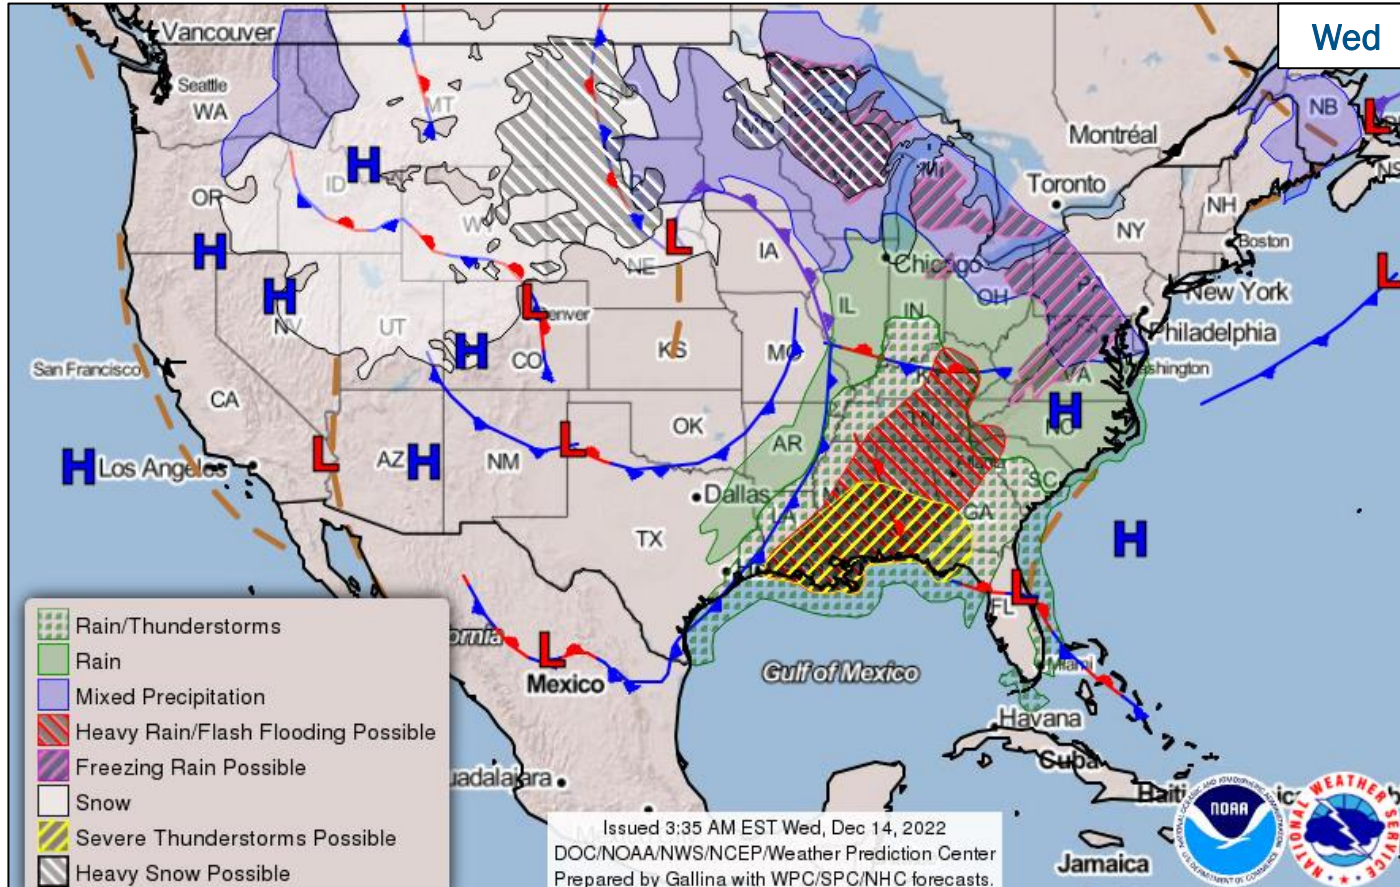 Wed
Vancouver
Seattle
WA
MT
NB
Montréal
OR
ID
H
MI
Toronto
NH
NY
Boston
H
L
IA
NE
Chicago
New York
H
NV
UT
L
IL
IN
OH
Philadelphia
San Francisco
H
CO
KS
MO
VA
CA
OK
H
NC
H
Los Angeles
L
AZ
H
NM
L
AR
TN
SC
Dallas
GA
TX
LA
H
L
FL
L
Mexico
Gulf of Mexico
Miami
Havana
Cuba
Jamaica
Rain/Thunderstorms
Rain
Mixed Precipitation
Heavy Rain/Flash Flooding Possible
Freezing Rain Possible
Snow
Severe Thunderstorms Possible
Heavy Snow Possible
Issued 3:35 AM EST Wed, Dec 14, 2022
DOC/NOAA/NWS/NCEP/Weather Prediction Center
Prepared by Gallina with WPC/SPC/NHC forecasts.
NOAA
NATIONAL WEATHER SERVICE